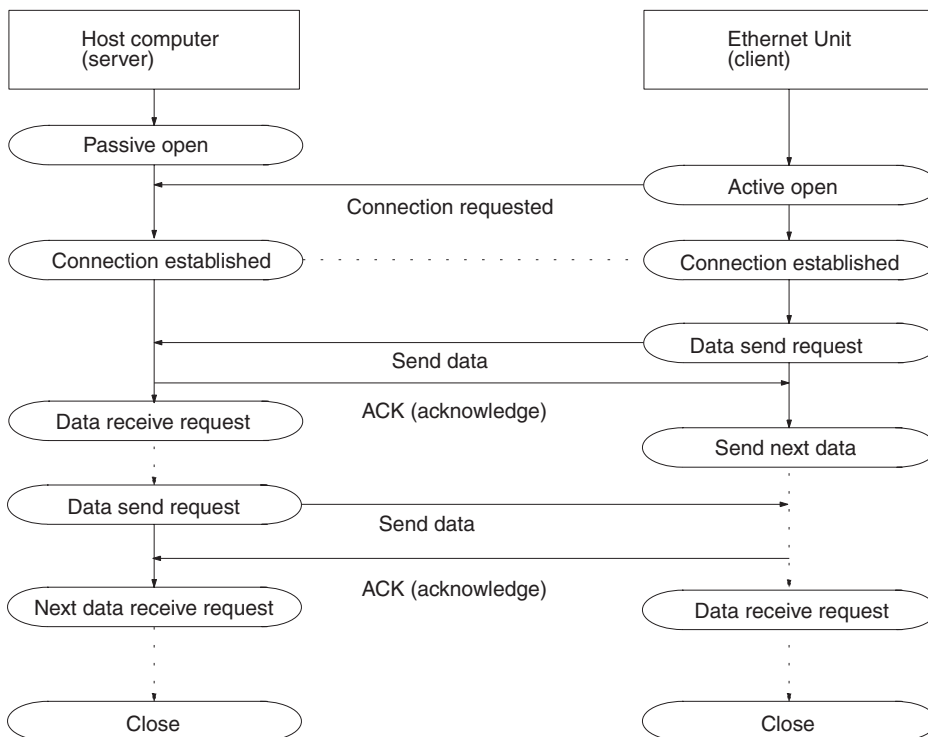 Host computer
(server)
Ethernet Unit
(client)
Passive open
Active open
Connection requested
Connection established
Connection established
Data send request
Send data
ACK (acknowledge)
Data receive request
Send next data
Data send request
Send data
ACK (acknowledge)
Next data receive request
Data receive request
Close
Close